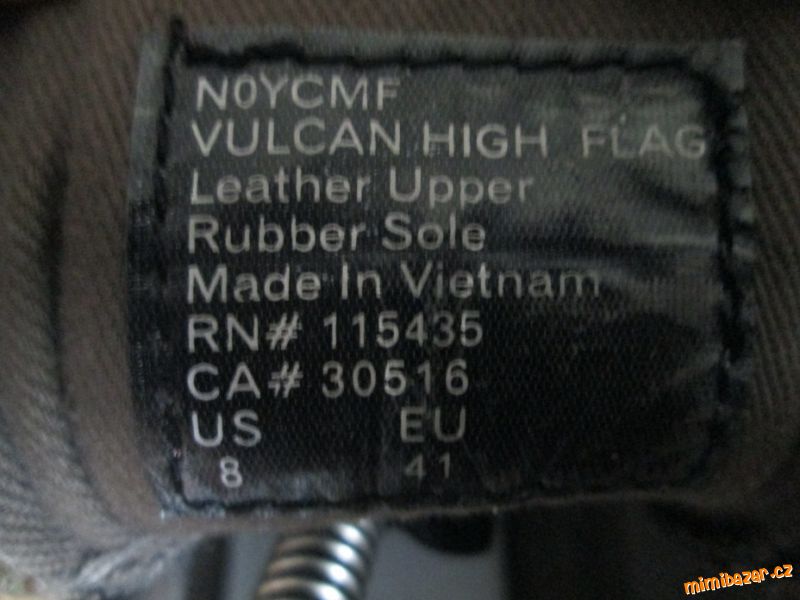 N0YCMF
VULCAN HIGH FLAG
Leather Upper
Rubber Sole
Made In Vietnam
RN# 115435
CA# 30516
US EU
8 41
mimibazar.cz